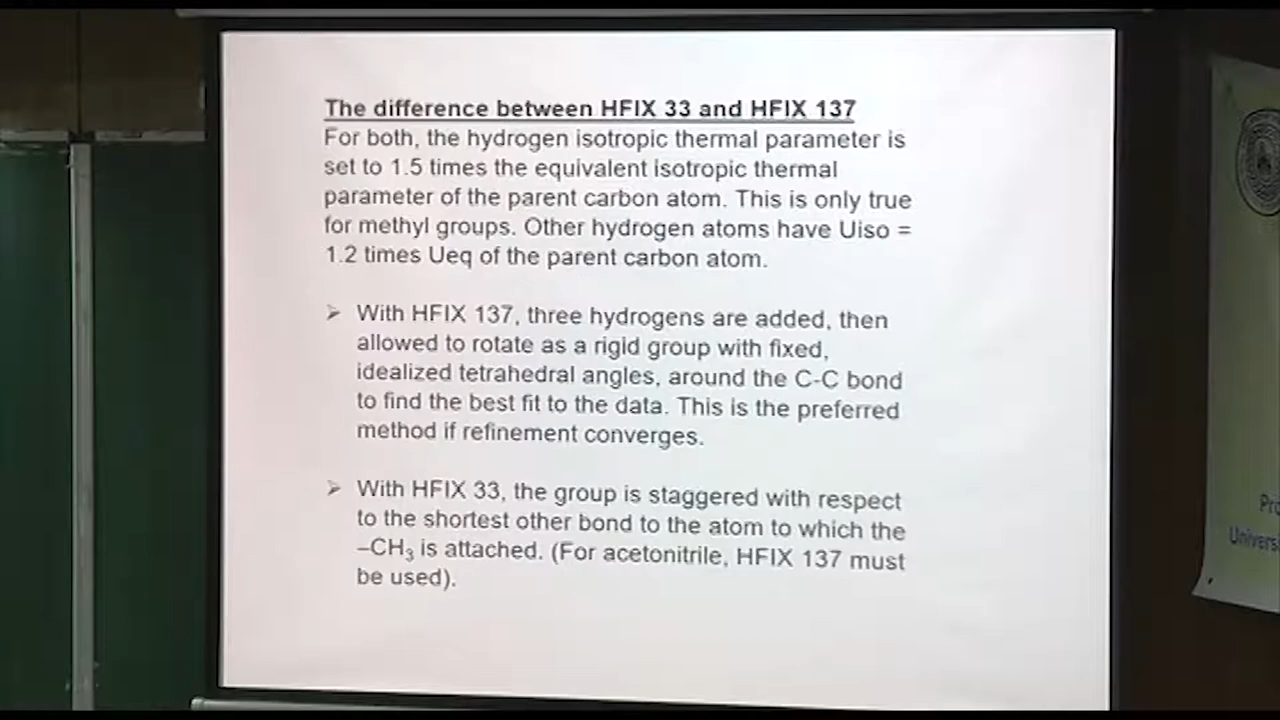 The difference between HFIX 33 and HFIX 137
For both, the hydrogen isotropic thermal parameter is
set to 1.5 times the equivalent isotropic thermal
parameter of the parent carbon atom. This is only true
for methyl groups. Other hydrogen atoms have Uiso =
1.2 times Ueq of the parent carbon atom.
➢ With HFIX 137, three hydrogens are added, then
allowed to rotate as a rigid group with fixed,
idealized tetrahedral angles, around the C-C bond
to find the best fit to the data. This is the preferred
method if refinement converges.
➢ With HFIX 33, the group is staggered with respect
to the shortest other bond to the atom to which the
–CH₃ is attached. (For acetonitrile, HFIX 137 must
be used).